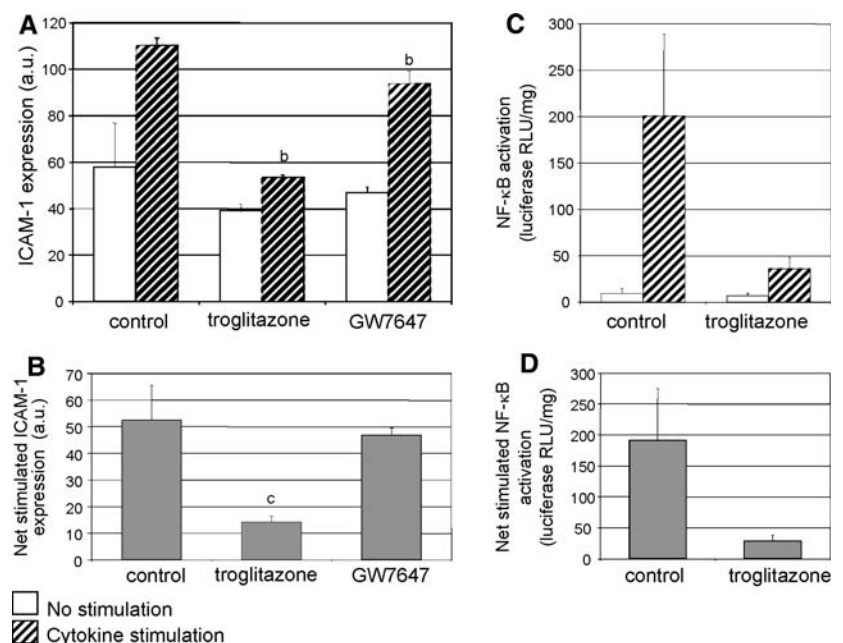 A
ICAM-1 expression (a.u.)
120
100
80
60
40
20
0
b
b
control
troglitazone
GW7647
C
NF-κB activation
(luciferase RLU/mg)
300
250
200
150
100
50
0
control
troglitazone
B
Net stimulated ICAM-1
expression (a.u.)
70
60
50
40
30
20
10
0
c
control
troglitazone
GW7647
D
Net stimulated NF-κB
activation
(luciferase RLU/mg)
300
250
200
150
100
50
0
control
troglitazone
No stimulation
Cytokine stimulation